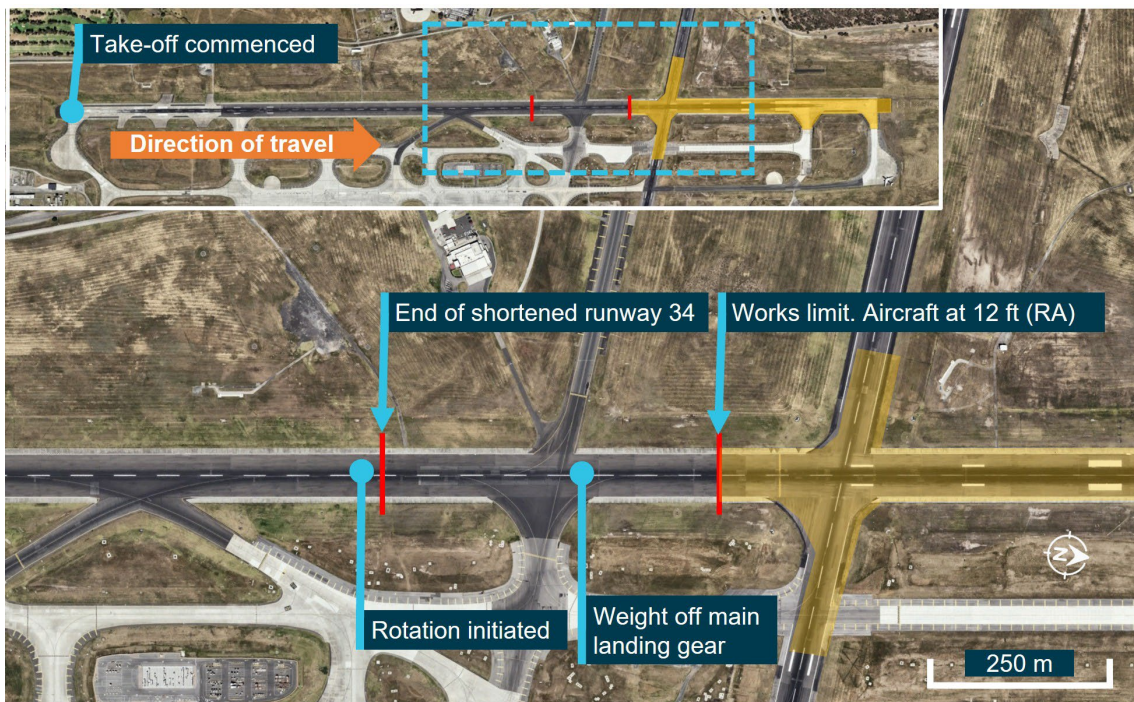 Take-off commenced
Direction of travel
End of shortened runway 34
Works limit. Aircraft at 12 ft (RA)
Rotation initiated
Weight off main
landing gear
N
250 m